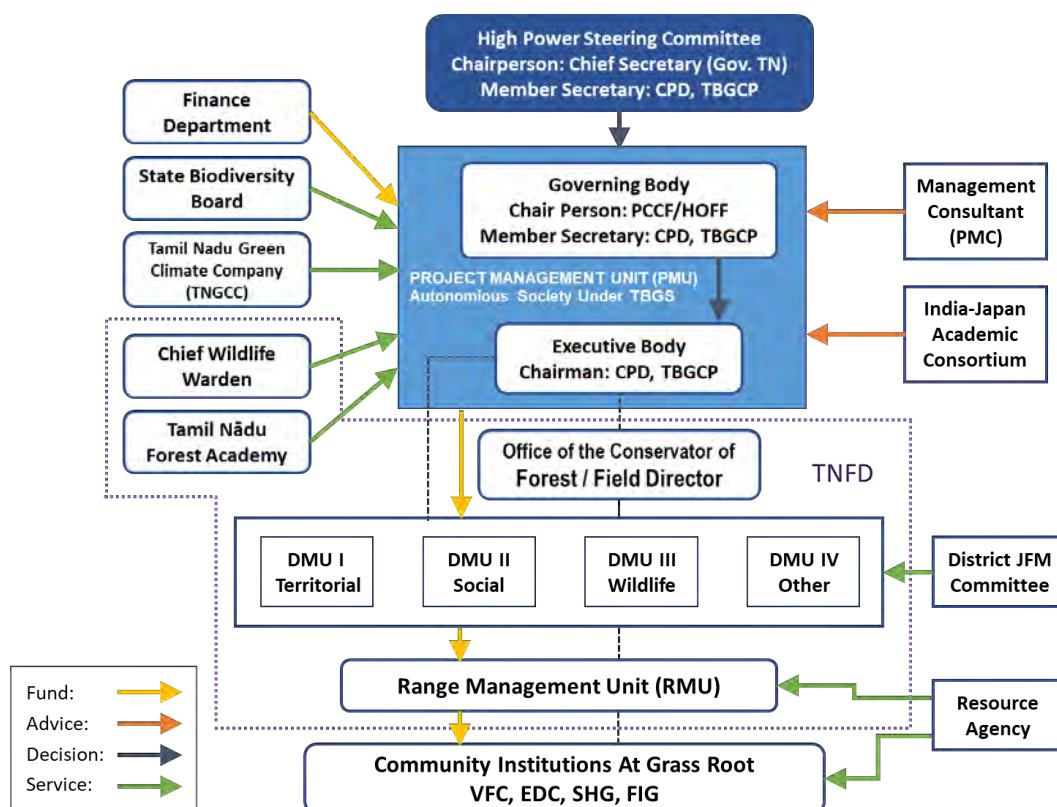 High Power Steering Committee
Chairperson: Chief Secretary (Gov. TN)
Member Secretary: CPD, TBGCP
Finance
Department
State Biodiversity
Board
Tamil Nadu Green
Climate Company
(TNGCC)
Chief Wildlife
Warden
Tamil Nādu
Forest Academy
Governing Body
Chair Person: PCCF/HOFF
Member Secretary: CPD, TBGCP
PROJECT MANAGEMENT UNIT (PMU)
Autonomious Society Under TBGS
Executive Body
Chairman: CPD, TBGCP
Management
Consultant
(PMC)
India-Japan
Academic
Consortium
Office of the Conservator of
Forest / Field Director
TNFD
DMU I
Territorial
DMU II
Social
DMU III
Wildlife
DMU IV
Other
District JFM
Committee
Range Management Unit (RMU)
Resource
Agency
Community Institutions At Grass Root
VFC, EDC, SHG, FIG
Fund:
Advice:
Decision:
Service: